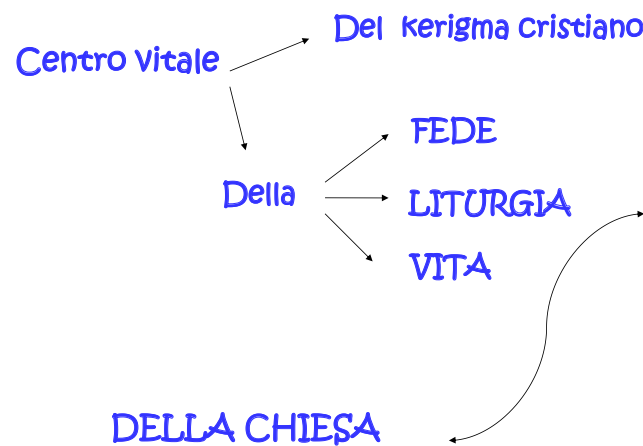 Del kerigma cristiano
Centro vitale
FEDE
Della
LITURGIA
VITA
DELLA CHIESA